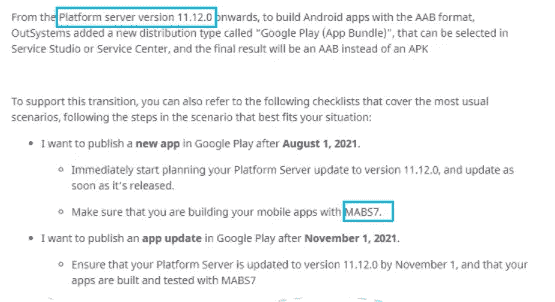 From the Platform server version 11.12.0 onwards, to build Android apps with the AAB format,
OutSystems added a new distribution type called "Google Play (App Bundle)", that can be selected in
Service Studio or Service Center, and the final result will be an AAB instead of an APK
To support this transition, you can also refer to the following checklists that cover the most usual
scenarios, following the steps in the scenario that best fits your situation:
• I want to publish a new app in Google Play after August 1, 2021.
◦ Immediately start planning your Platform Server update to version 11.12.0, and update as
soon as it's released.
◦ Make sure that you are building your mobile apps with MABS7.
• I want to publish an app update in Google Play after November 1, 2021.
◦ Ensure that your Platform Server is updated to version 11.12.0 by November 1, and that your
apps are built and tested with MABS7